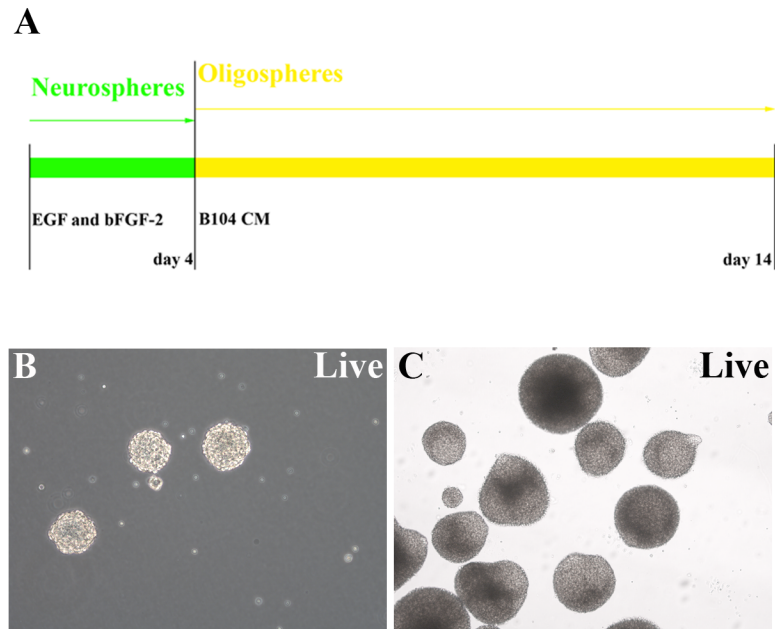 A
Neurospheres
Oligospheres
EGF and bFGF-2
B104 CM
day 4
day 14
B
Live
C
Live